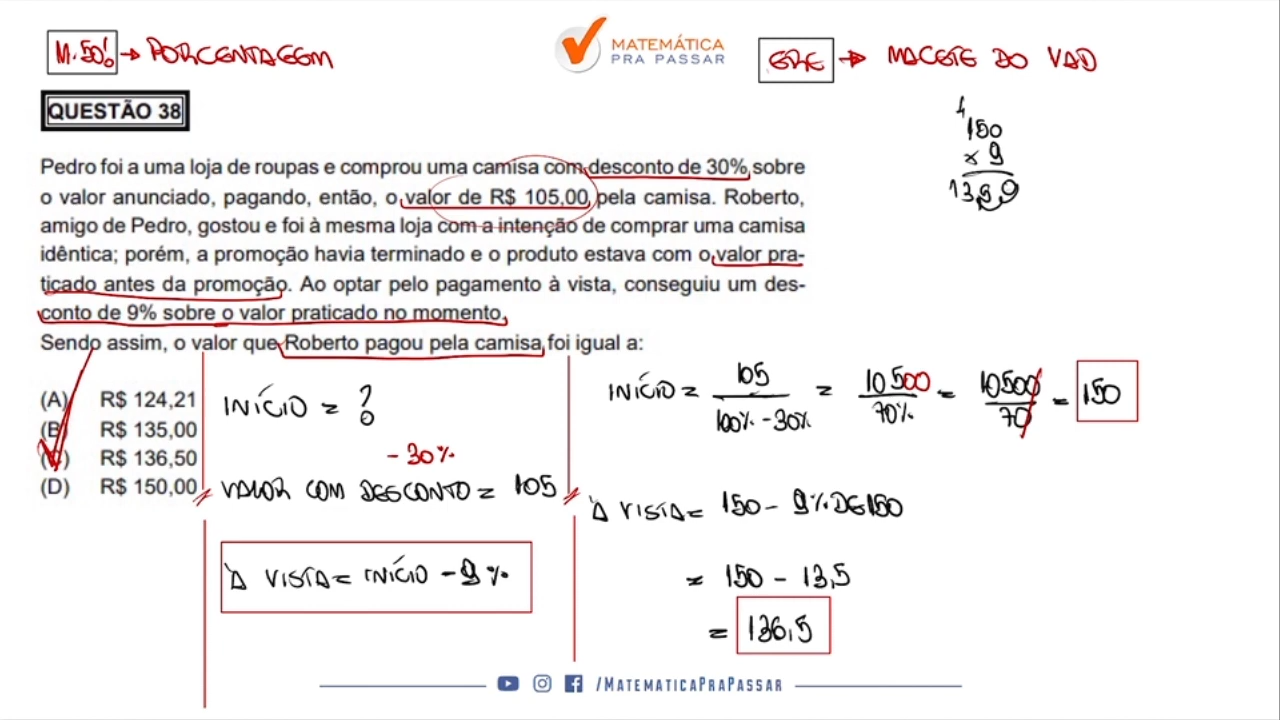 M.50! → PORCENTAGEM
MATEMÁTICA
PRA PASSAR
→ MACETE DO VAD
QUESTÃO 38
150
× 9
Pedro foi a uma loja de roupas e comprou uma camisa com desconto de 30% sobre
o valor anunciado, pagando, então, o valor de R$ 105,00 pela camisa. Roberto,
amigo de Pedro, gostou e foi à mesma loja com a intenção de comprar uma camisa
idêntica; porém, a promoção havia terminado e o produto estava com o valor pra-
ticado antes da promoção. Ao optar pelo pagamento à vista, conseguiu um des-
conto de 9% sobre o valor praticado no momento.
Sendo assim, o valor que Roberto pagou pela camisa foi igual a:
(A) R$ 124,21
(B) R$ 135,00
(C) R$ 136,50
(D) R$ 150,00
INÍCIO = ?
- 30%
VALOR COM DESCONTO = 105
À VISTA = INÍCIO - 9%
INÍCIO = 105 / 100% - 30% = 10500 / 70% = 10500 / 70 = 150
À VISTA = 150 - 9% DE 150
= 150 - 13,5
= 136,5
/MATEMATICAPRAPASSAR